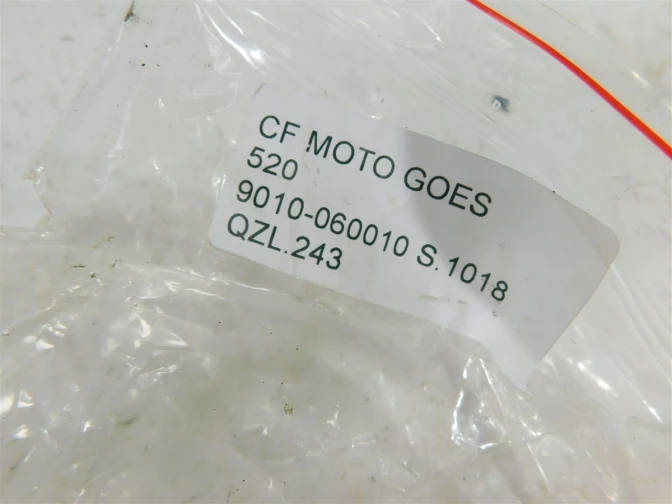 CF MOTO GOES
520
9010-060010 S.1018
QZL.243